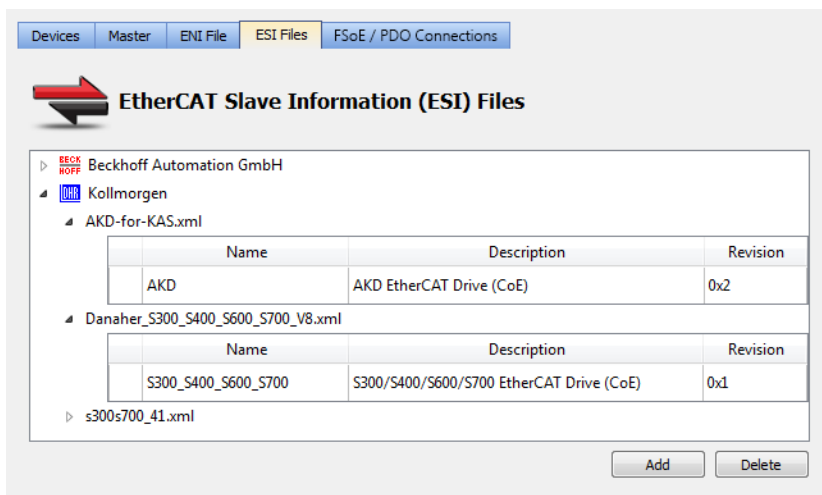 Devices Master ENI File ESI Files FSoE / PDO Connections
EtherCAT Slave Information (ESI) Files
BECK HOFF Beckhoff Automation GmbH
Kollmorgen
AKD-for-KAS.xml
Name Description Revision
AKD AKD EtherCAT Drive (CoE) 0x2
Danaher_S300_S400_S600_S700_V8.xml
Name Description Revision
S300_S400_S600_S700 S300/S400/S600/S700 EtherCAT Drive (CoE) 0x1
s300s700_41.xml
Add Delete